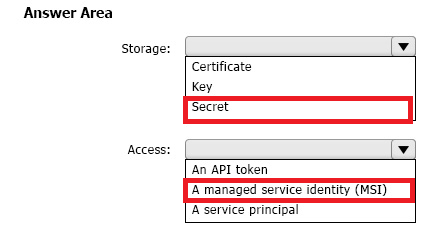 Answer Area
Storage:
Certificate
Key
Secret
Access:
An API token
A managed service identity (MSI)
A service principal